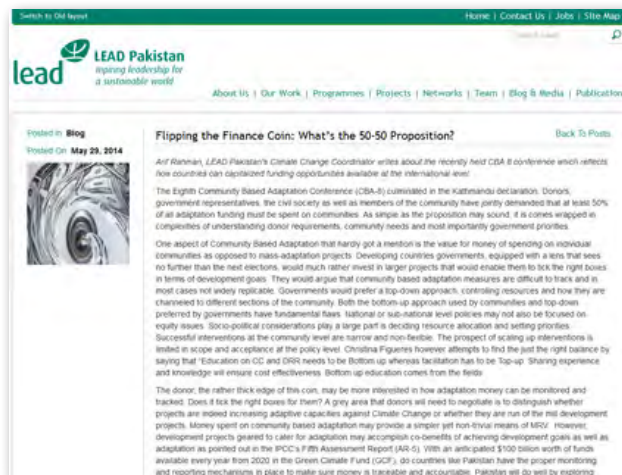 Switch to Old layout
Home | Contact Us | Jobs | Site Map
lead
LEAD Pakistan
Inpiring leadership for
a sustainable world
About Us | Our Work | Programmes | Projects | Networks | Team | Blog & Media | Publication
Posted in Blog
Posted On May 29, 2014
Flipping the Finance Coin: What's the 50-50 Proposition?
Back To Posts
Arif Rahman, LEAD Pakistan's Climate Change Coordinator writes about the recently held CBA 8 conference which reflects
how countries can capitalized funding opportunities available at the international level
The Eighth Community Based Adaptation Conference (CBA-8) culminated in the Kathmandu declaration. Donors,
government representatives, the civil society as well as members of the community have jointly demanded that at least 50%
of all adaptation funding must be spent on communities. As simple as the proposition may sound, it is comes wrapped in
complexities of understanding donor requirements, community needs and most importantly government priorities.
One aspect of Community Based Adaptation that hardly got a mention is the value for money of spending on individual
communities as opposed to mass-adaptation projects. Developing countries governments, equipped with a lens that sees
no further than the next elections, would much rather invest in larger projects that would enable them to tick the right boxes
in terms of development goals. They would argue that community based adaptation measures are difficult to track and in
most cases not widely replicable. Governments would prefer a top-down approach, controlling resources and how they are
channeled to different sections of the community. Both the bottom-up approach used by communities and top-down
preferred by governments have fundamental flaws. National or sub-national level policies may not also be focused on
equity issues. Socio-political considerations play a large part is deciding resource allocation and setting priorities.
Successful interventions at the community level are narrow and non-flexible. The prospect of scaling up interventions is
limited in scope and acceptance at the policy level. Christina Figueres however attempts to find the just the right balance by
saying that "Education on CC and DRR needs to be Bottom up whereas facilitation has to be Top-up. Sharing experience
and knowledge will ensure cost effectiveness. Bottom up education comes from the fields
The donor, the rather thick edge of this coin, may be more interested in how adaptation money can be monitored and
tracked. Does it tick the right boxes for them? A grey area that donors will need to negotiate is to distinguish whether
projects are indeed increasing adaptive capacities against Climate Change or whether they are run of the mill development
projects. Money spent on community based adaptation may provide a simpler yet non-trivial means of MRV. However,
development projects geared to cater for adaptation may accomplish co-benefits of achieving development goals as well as
adaptation as pointed out in the IPCC's Fifth Assessment Report (AR-5). With an anticipated $100 billion worth of funds
available every year from 2020 in the Green Climate Fund (GCF), do countries like Pakistan have the proper monitoring
and reporting mechanisms in place to make sure money is traceable and accountable. Pakistan will do well by exploring